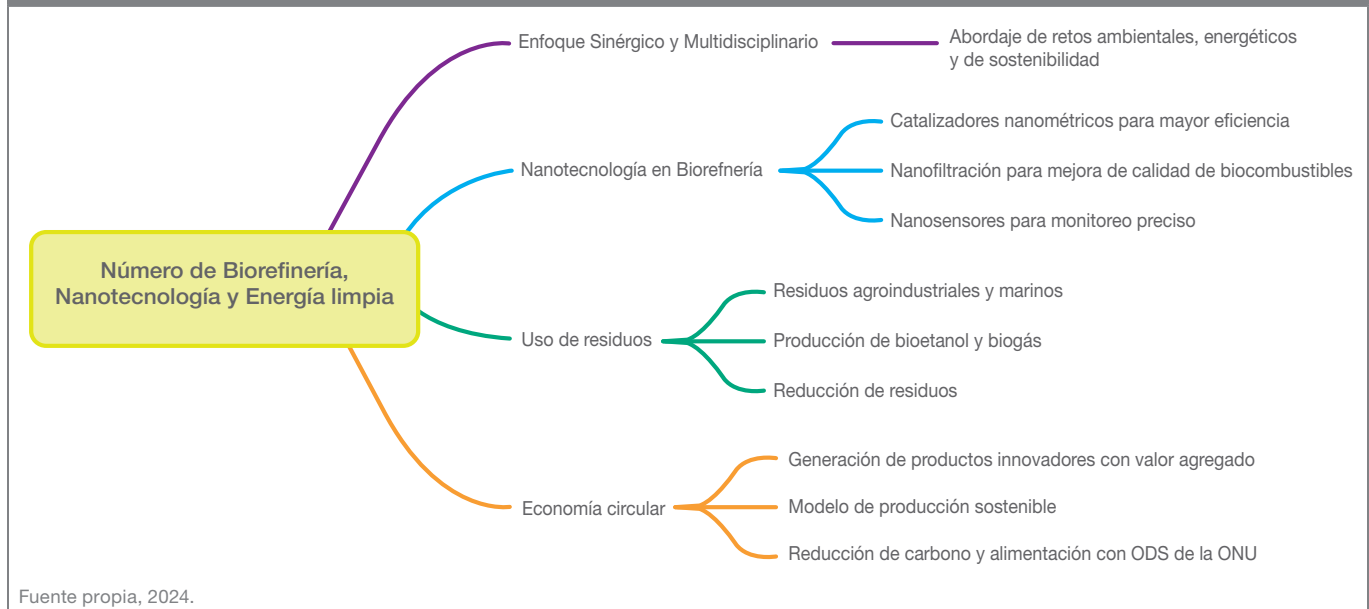 Enfoque Sinérgico y Multidisciplinario
Abordaje de retos ambientales, energéticos
y de sostenibilidad
Catalizadores nanométricos para mayor eficiencia
Nanotecnología en Biorefnería
Nanofiltración para mejora de calidad de biocombustibles
Nanosensores para monitoreo preciso
Número de Biorefinería,
Nanotecnología y Energía limpia
Residuos agroindustriales y marinos
Uso de residuos
Producción de bioetanol y biogás
Reducción de residuos
Generación de productos innovadores con valor agregado
Economía circular
Modelo de producción sostenible
Reducción de carbono y alimentación con ODS de la ONU
Fuente propia, 2024.